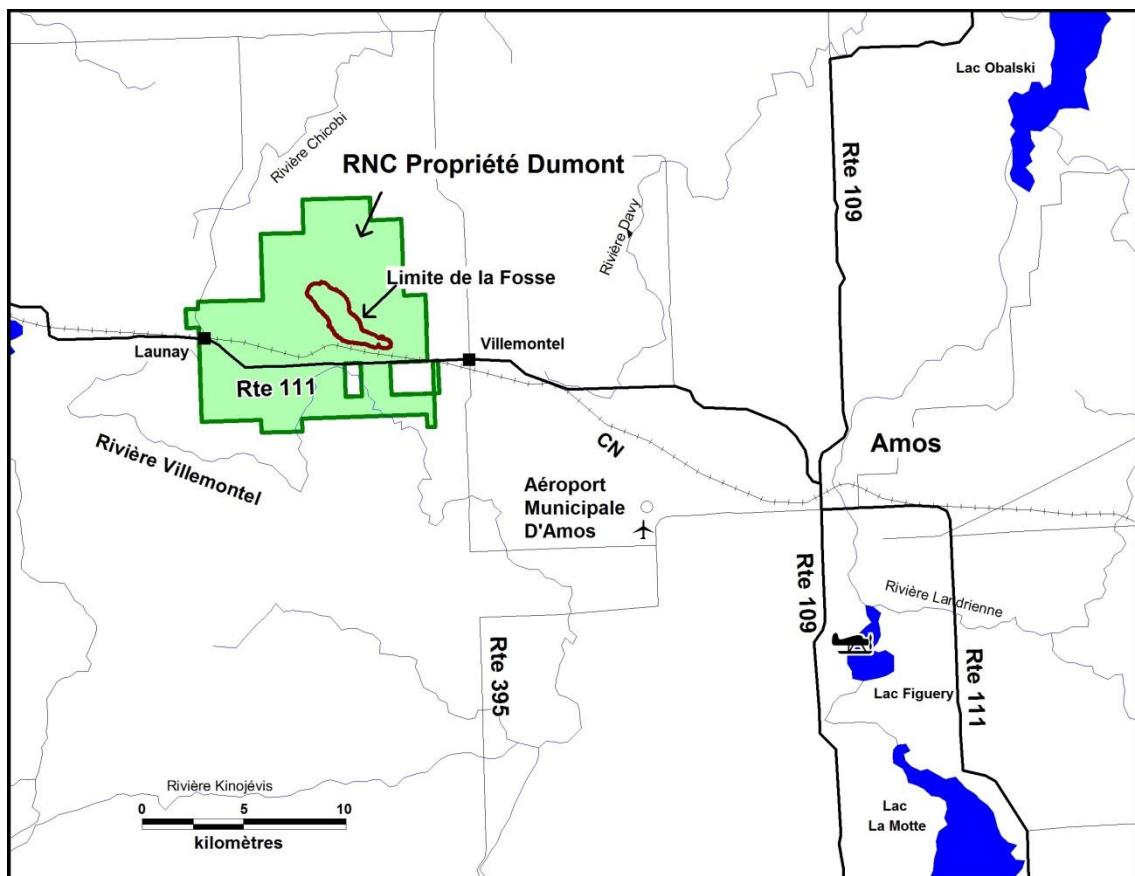 Lac Obalski
Rivière Chicobi
RNC Propriété Dumont
Rte 109
Rivière Davy
Limite de la Fosse
Launay
Villemontel
Rte 111
Rivière Villemontel
CN
Amos
Aéroport
Municipale
D'Amos
Rte 109
Rivière Landrienne
Rte 395
Lac Figuery
Rte 111
Rivière Kinojévis
0 5 10
kilomètres
Lac
La Motte